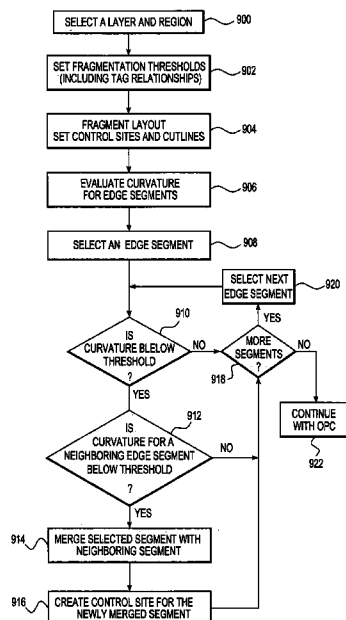 SELECT A LAYER AND REGION
900
SET FRAGMENTATION THRESHOLDS
(INCLUDING TAG RELATIONSHIPS)
902
FRAGMENT LAYOUT
SET CONTROL SITES AND CUTLINES
904
EVALUATE CURVATURE
FOR EDGE SEGMENTS
906
SELECT AN EDGE SEGMENT
908
SELECT NEXT
EDGE SEGMENT
920
910
IS
CURVATURE BLELOW
THRESHOLD
?
NO
YES
YES
MORE
SEGMENTS
?
918
NO
CONTINUE
WITH OPC
922
912
IS
CURVATURE FOR A
NEIGHBORING EDGE SEGMENT
BELOW THRESHOLD
?
NO
YES
914
MERGE SELECTED SEGMENT WITH
NEIGHBORING SEGMENT
916
CREATE CONTROL SITE FOR THE
NEWLY MERGED SEGMENT